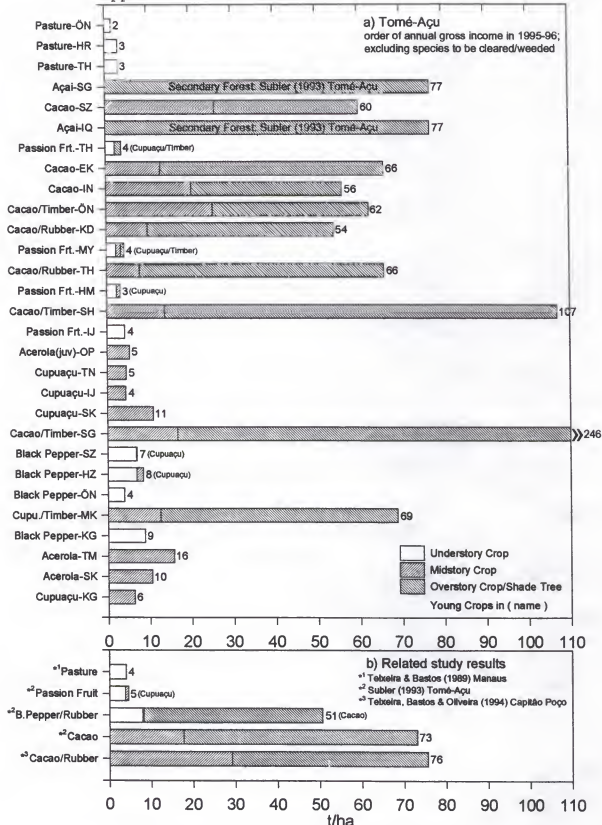 a) Tomé-Açu
order of annual gross income in 1995-96;
excluding species to be cleared/weeded
Pasture-ÖN 2
Pasture-HR 3
Pasture-TH 3
Açai-SG Secondary Forest: Subler (1993) Tomé-Açu 77
Cacao-SZ 60
Açai-IQ Secondary Forest: Subler (1993) Tomé-Açu 77
Passion Frt.-TH 4 (Cupuaçu/Timber)
Cacao-EK 66
Cacao-IN 56
Cacao/Timber-ÖN 62
Cacao/Rubber-KD 54
Passion Frt.-MY 4 (Cupuaçu/Timber)
Cacao/Rubber-TH 66
Passion Frt.-HM 3 (Cupuaçu)
Cacao/Timber-SH 107
Passion Frt.-IJ 4
Acerola(juv)-OP 5
Cupuaçu-TN 5
Cupuaçu-IJ 4
Cupuaçu-SK 11
Cacao/Timber-SG 246
Black Pepper-SZ 7 (Cupuaçu)
Black Pepper-HZ 8 (Cupuaçu)
Black Pepper-ÖN 4
Cupu./Timber-MK 69
Black Pepper-KG 9
Acerola-TM 16
Acerola-SK 10
Cupuaçu-KG 6
Understory Crop
Midstory Crop
Overstory Crop/Shade Tree
Young Crops in ( name )
0 10 20 30 40 50 60 70 80 90 100 110
b) Related study results
*1 Teixeira & Bastos (1989) Manaus
*2 Subler (1993) Tomé-Açu
*3 Teixeira, Bastos & Oliveira (1994) Capitão Poço
*1Pasture 4
*2Passion Fruit 5 (Cupuaçu)
*2B.Pepper/Rubber 51 (Cacao)
*2Cacao 73
*3Cacao/Rubber 76
0 10 20 30 40 50 60 70 80 90 100 110
t/ha